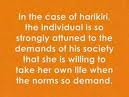 In the case of harikiri, the
individual is so
strongly attuned to the
demands of his society
that she is willing to
take her own life when
the norms so demand.